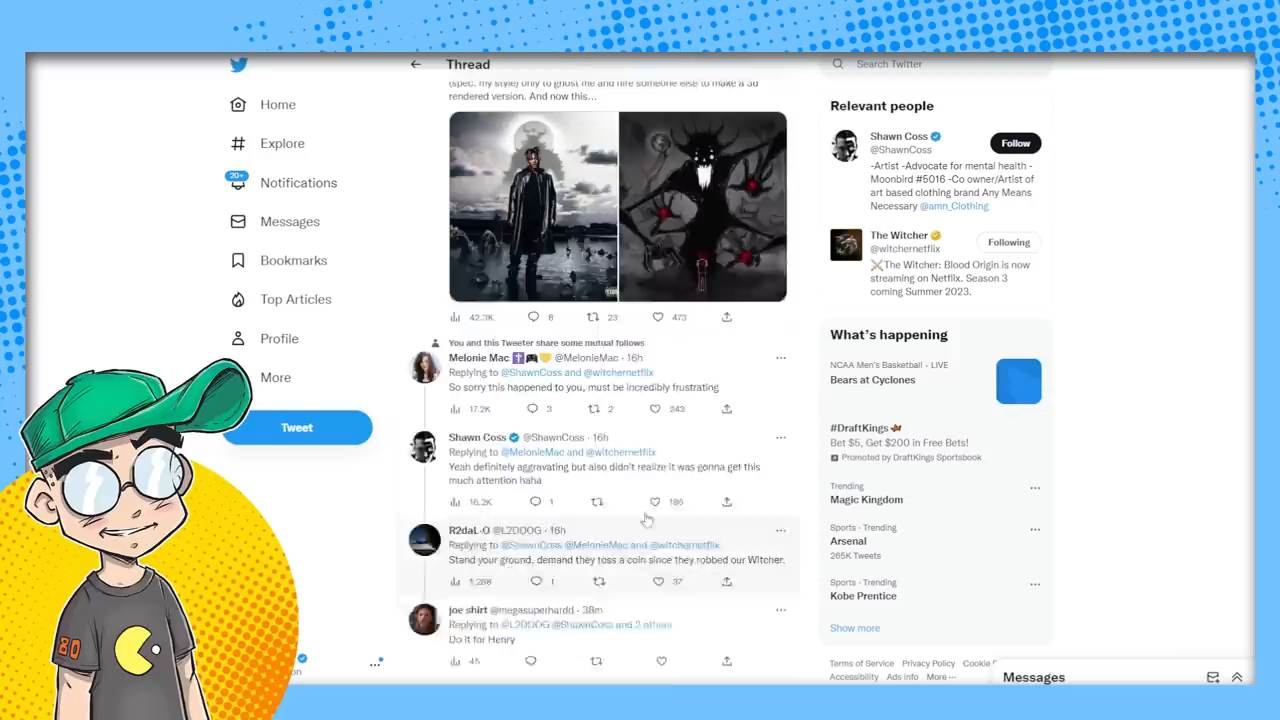 Home
Explore
20+
Notifications
Messages
Bookmarks
Top Articles
Profile
More
Tweet
Thread
(spec. my style) only to ghost me and hire someone else to make a 3d
rendered version. And now this...
42.3K 8 23 473
You and this Tweeter share some mutual follows
Melonie Mac @MelonieMac · 16h
Replying to @ShawnCoss and @witchernetflix
So sorry this happened to you, must be incredibly frustrating
17.2K 3 2 243
Shawn Coss @ShawnCoss · 16h
Replying to @MelonieMac and @witchernetflix
Yeah definitely aggravating but also didn't realize it was gonna get this
much attention haha
16.2K 1 186
R2daL-O @L2DDOG · 16h
Replying to @ShawnCoss @MelonieMac and @witchernetflix
Stand your ground, demand they toss a coin since they robbed our Witcher.
1,288 1 37
joe shirt @megasuperhardd · 38m
Replying to @L2DDOG @ShawnCoss and 2 others
Do it for Henry
45
Search Twitter
Relevant people
Shawn Coss
@ShawnCoss
Follow
-Artist -Advocate for mental health -
Moonbird #5016 -Co owner/Artist of
art based clothing brand Any Means
Necessary @amn_Clothing
The Witcher
@witchernetflix
Following
⚔️The Witcher: Blood Origin is now
streaming on Netflix. Season 3
coming Summer 2023.
What's happening
NCAA Men's Basketball · LIVE
Bears at Cyclones
#DraftKings
Bet $5, Get $200 in Free Bets!
Promoted by DraftKings Sportsbook
Trending
Magic Kingdom
Sports · Trending
Arsenal
265K Tweets
Sports · Trending
Kobe Prentice
Show more
Terms of Service Privacy Policy Cookie
Accessibility Ads info More ···
Messages
80